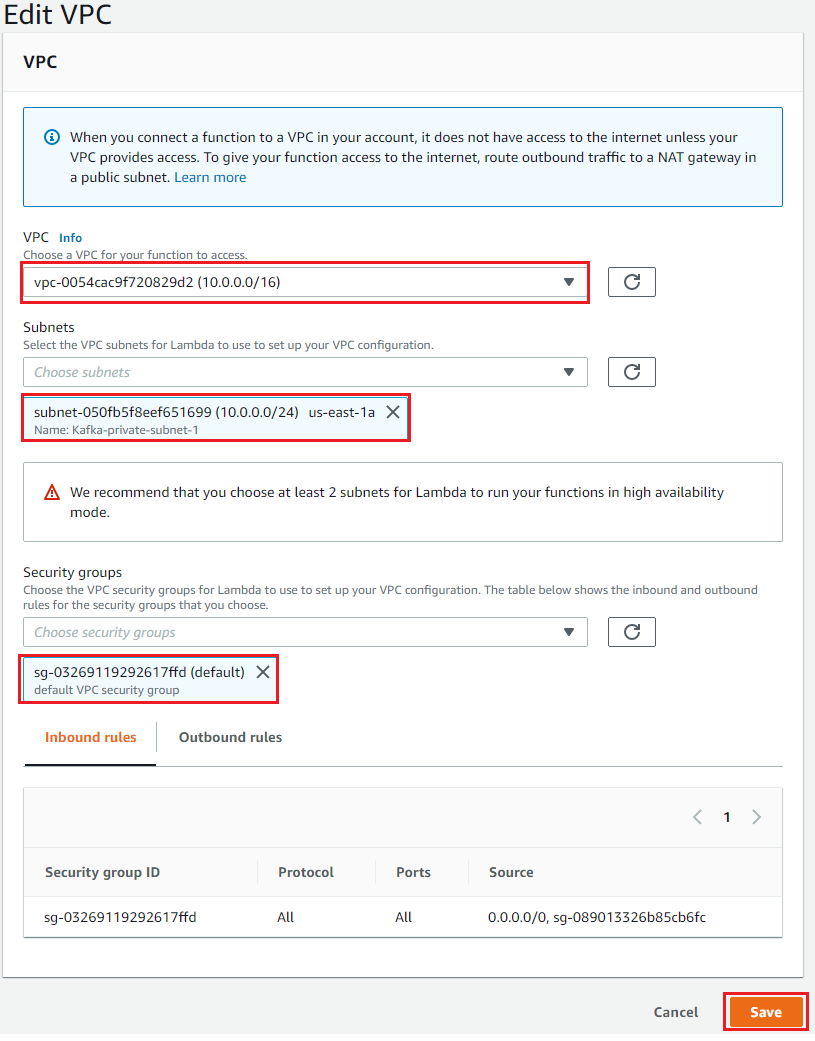 Edit VPC
VPC
When you connect a function to a VPC in your account, it does not have access to the internet unless your
VPC provides access. To give your function access to the internet, route outbound traffic to a NAT gateway in
a public subnet. Learn more
VPC Info
Choose a VPC for your function to access.
vpc-0054cac9f720829d2 (10.0.0.0/16)
Subnets
Select the VPC subnets for Lambda to use to set up your VPC configuration.
Choose subnets
subnet-050fb5f8eef651699 (10.0.0.0/24) us-east-1a
Name: Kafka-private-subnet-1
We recommend that you choose at least 2 subnets for Lambda to run your functions in high availability
mode.
Security groups
Choose the VPC security groups for Lambda to use to set up your VPC configuration. The table below shows the inbound and outbound
rules for the security groups that you choose.
Choose security groups
sg-03269119292617ffd (default)
default VPC security group
Inbound rules Outbound rules
1
Security group ID Protocol Ports Source
sg-03269119292617ffd All All 0.0.0.0/0, sg-089013326b85cb6fc
Cancel Save